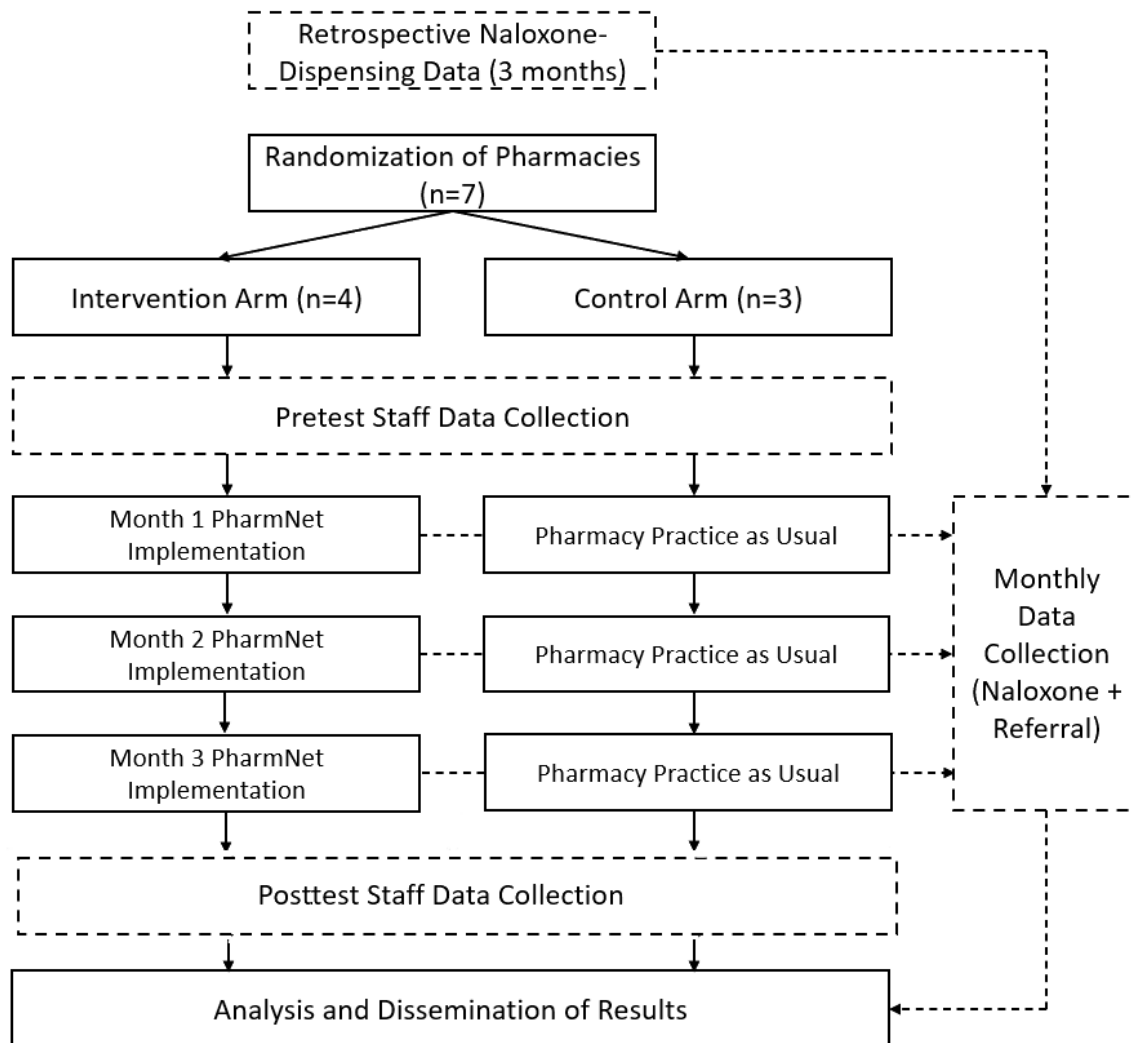 Retrospective Naloxone-
Dispensing Data (3 months)
Randomization of Pharmacies
(n=7)
Intervention Arm (n=4)
Control Arm (n=3)
Pretest Staff Data Collection
Month 1 PharmNet
Implementation
Pharmacy Practice as Usual
Month 2 PharmNet
Implementation
Pharmacy Practice as Usual
Month 3 PharmNet
Implementation
Pharmacy Practice as Usual
Monthly
Data
Collection
(Naloxone +
Referral)
Posttest Staff Data Collection
Analysis and Dissemination of Results